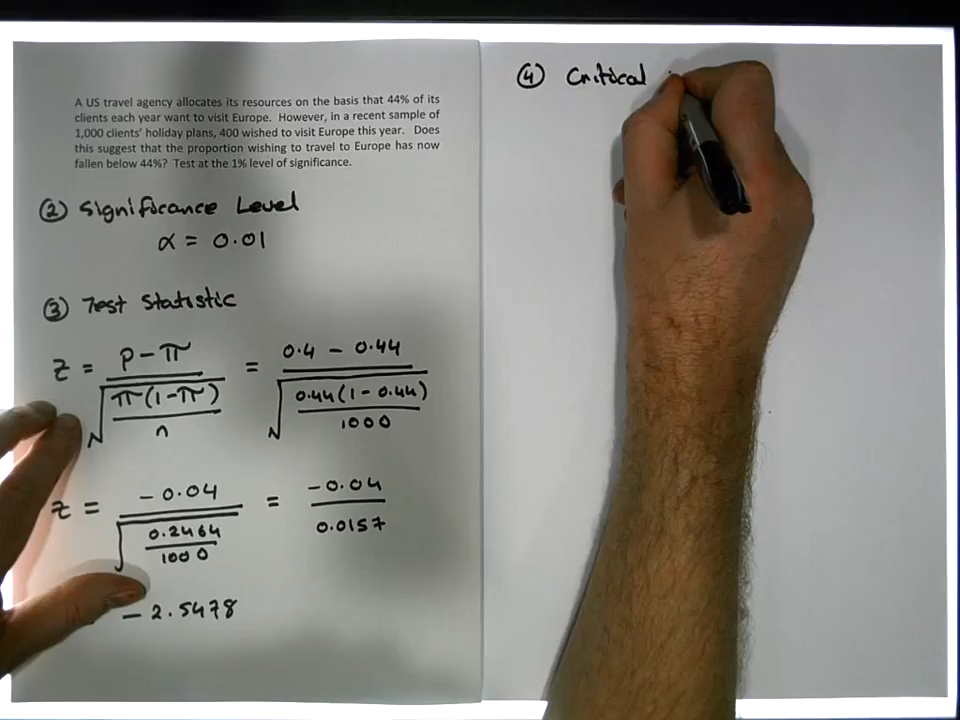 A US travel agency allocates its resources on the basis that 44% of its
clients each year want to visit Europe. However, in a recent sample of
1,000 clients' holiday plans, 400 wished to visit Europe this year. Does
this suggest that the proportion wishing to travel to Europe has now
fallen below 44%? Test at the 1% level of significance.
② Significance Level
α = 0.01
③ Test Statistic
z = p - π / √(π(1-π) / n) = 0.4 - 0.44 / √(0.44(1-0.44) / 1000)
z = -0.04 / √(0.2464 / 1000) = -0.04 / 0.0157
-2.5478
④ Critical